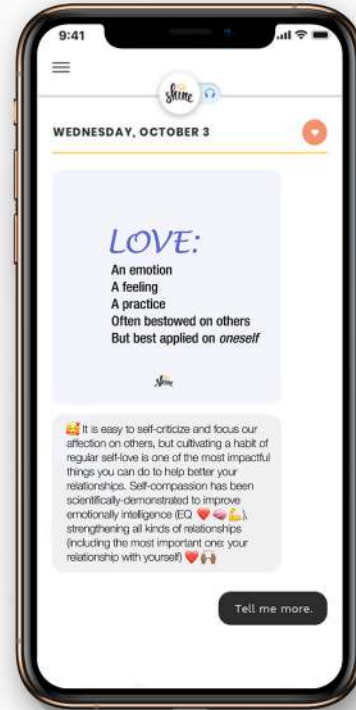 9:41
shine
WEDNESDAY, OCTOBER 3
LOVE:
An emotion
A feeling
A practice
Often bestowed on others
But best applied on oneself
Shine
🥰 It is easy to self-criticize and focus our
affection on others, but cultivating a habit of
regular self-love is one of the most impactful
things you can do to help better your
relationships. Self-compassion has been
scientifically-demonstrated to improve
emotionally intelligence (EQ ❤️🧠💪),
strengthening all kinds of relationships
(including the most important one: your
relationship with yourself) ❤️🙌🏽
Tell me more.